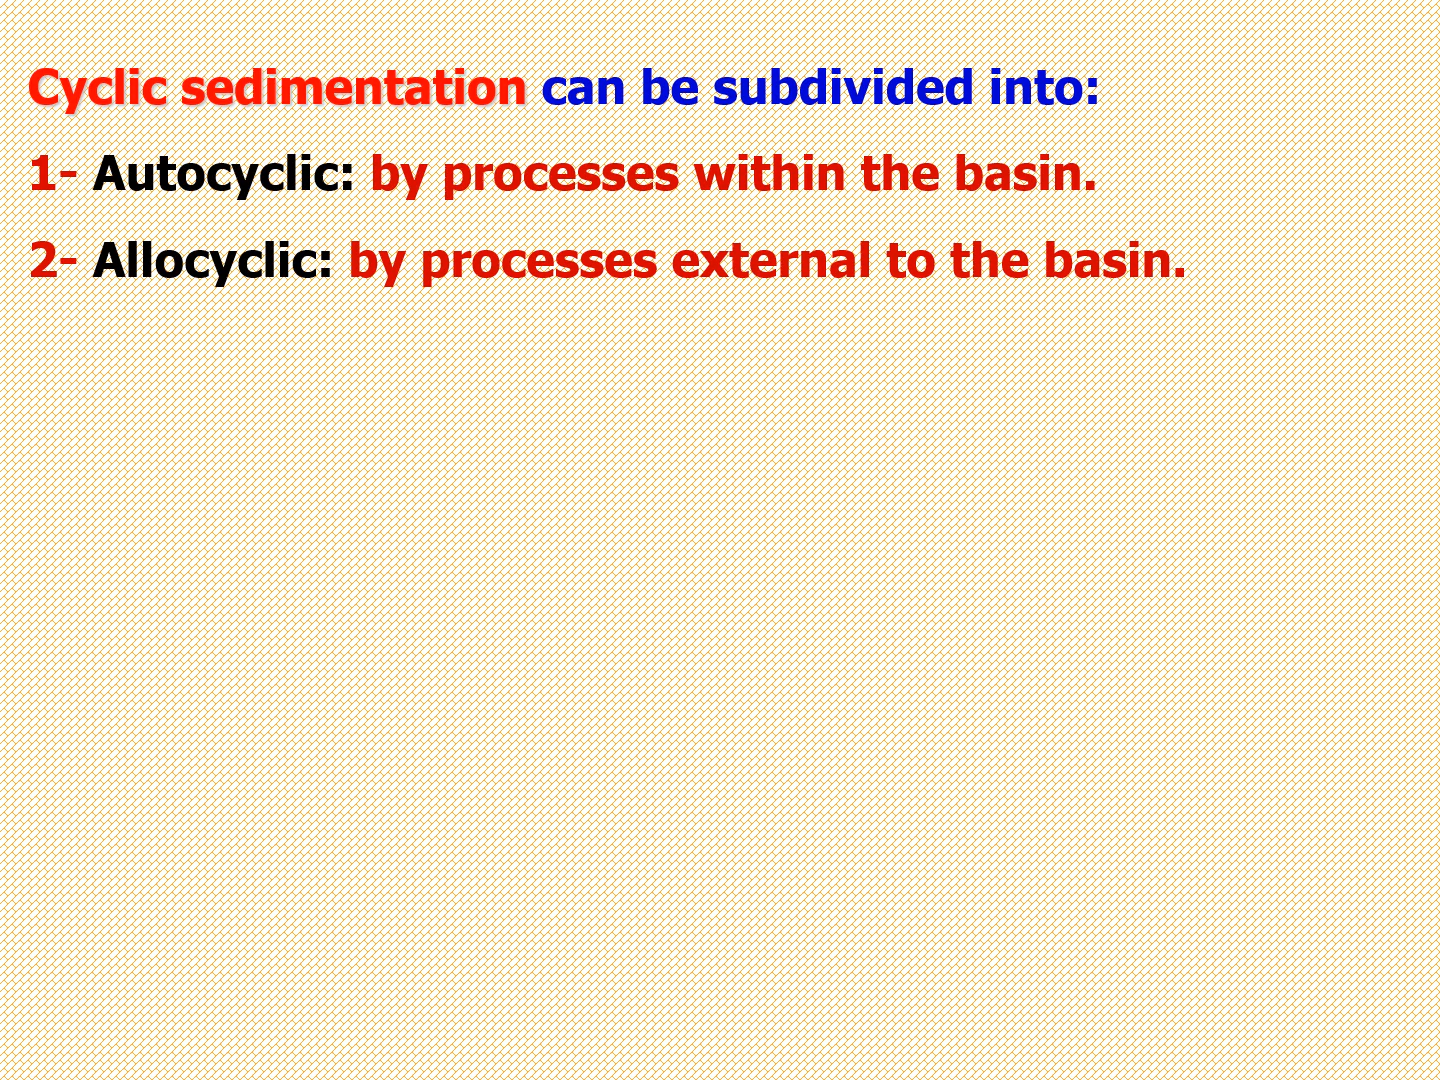 Cyclic sedimentation can be subdivided into:
1- Autocyclic: by processes within the basin.
2- Allocyclic: by processes external to the basin.